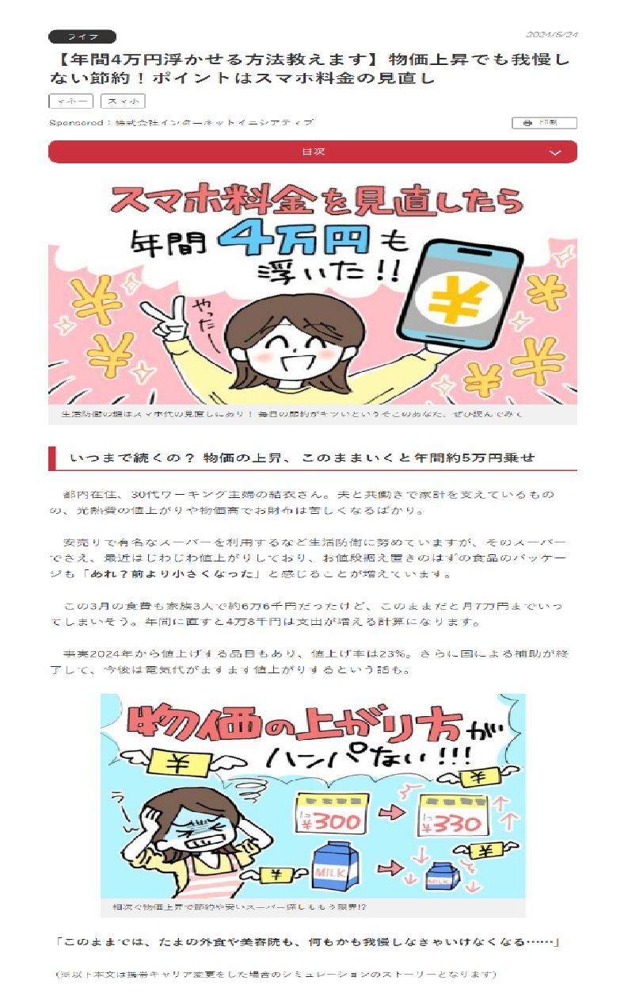 ライフ
2024/5/24
【年間4万円浮かせる方法教えます】物価上昇でも我慢し
ない節約！ポイントはスマホ料金の見直し
マネー スマホ
Sponsored：株式会社インターネットイニシアティブ
印刷
目次
スマホ料金を見直したら
年間4万円も
浮いた!!
やったー
生活防衛の鍵はスマホ代の見直しにあり！ 毎日の節約がキツいというそこのあなた、ぜひ読んでみて
いつまで続くの？ 物価の上昇、このままいくと年間約5万円乗せ
都内在住、30代ワーキング主婦の結衣さん。夫と共働きで家計を支えているもの
の、光熱費の値上がりや物価高でお財布は苦しくなるばかり。
安売りで有名なスーパーを利用するなど生活防衛に努めていますが、そのスーパー
でさえ、最近はじわじわ値上がりしており、お値段据え置きのはずの食品のパッケー
ジも「あれ？前より小さくなった」と感じることが増えています。
この3月の食費も家族3人で約6万6千円だったけど、このままだと月7万円までいっ
てしまいそう。年間に直すと4万8千円は支出が増える計算になります。
事実2024年から値上げする品目もあり、値上げ率は23%。さらに国による補助が終
了して、今後は電気代がますます値上がりするという話も。
物価の上がり方が
ハンパない!!!
¥
¥
う〜
1コ
¥300
1コ
¥330
MILK
MILK
¥
¥
相次ぐ物価上昇で節約や安いスーパー探しももう限界!?
「このままでは、たまの外食や美容院も、何もかも我慢しなきゃいけなくなる……」
（※以下本文は携帯キャリア変更をした場合のシミュレーションのストーリーとなります）